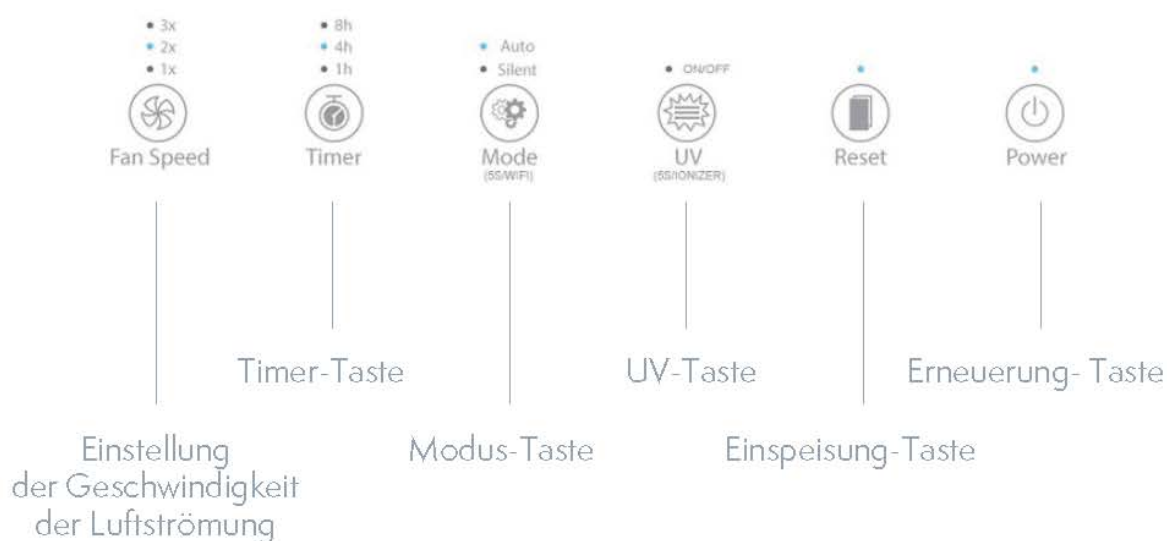 3x
2x
1x
Fan Speed
8h
4h
1h
Timer
Auto
Silent
Mode
(5S/WIFI)
ON/OFF
UV
(5S/IONIZER)
Reset
Power
Timer-Taste
UV-Taste
Erneuerung- Taste
Einstellung
der Geschwindigkeit
der Luftströmung
Modus-Taste
Einspeisung-Taste